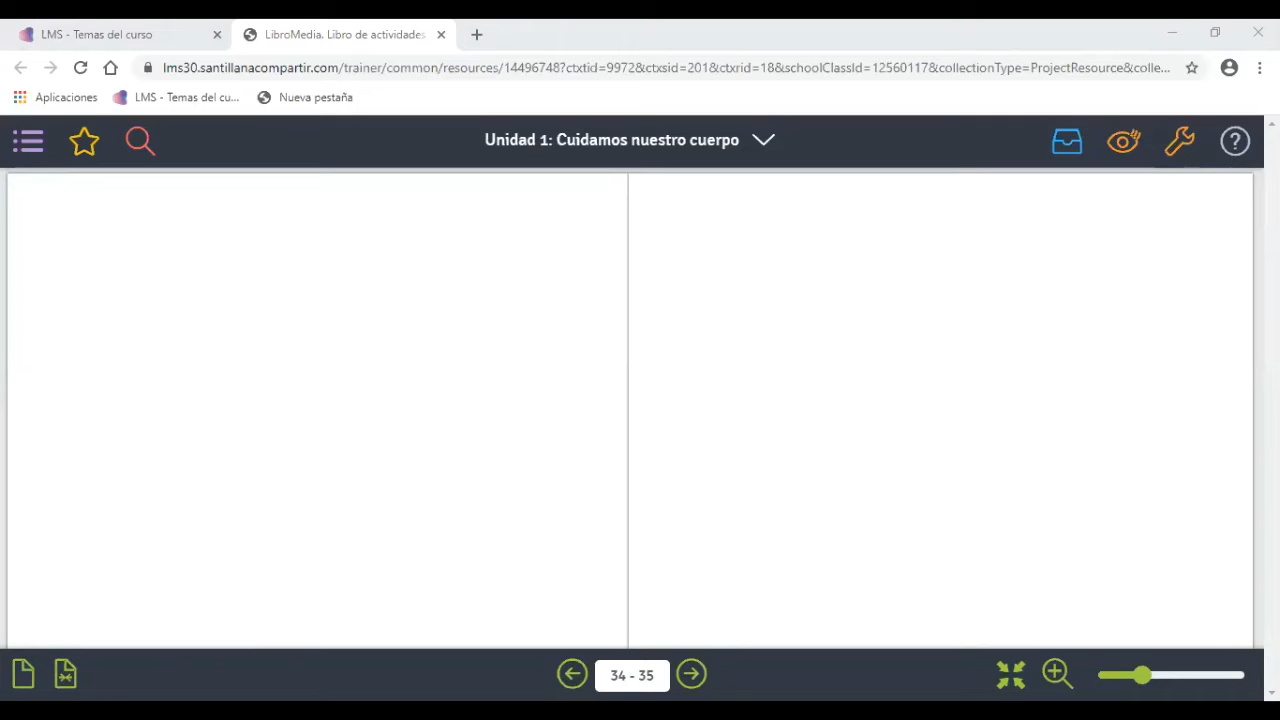 LMS - Temas del curso
LibroMedia. Libro de actividades
lms30.santillanacompartir.com/trainer/common/resources/14496748?ctxtid=9972&ctxsid=201&ctxrid=18&schoolClassId=12560117&collectionType=ProjectResource&colle...
Aplicaciones
LMS - Temas del cu...
Nueva pestaña
Unidad 1: Cuidamos nuestro cuerpo
34 - 35